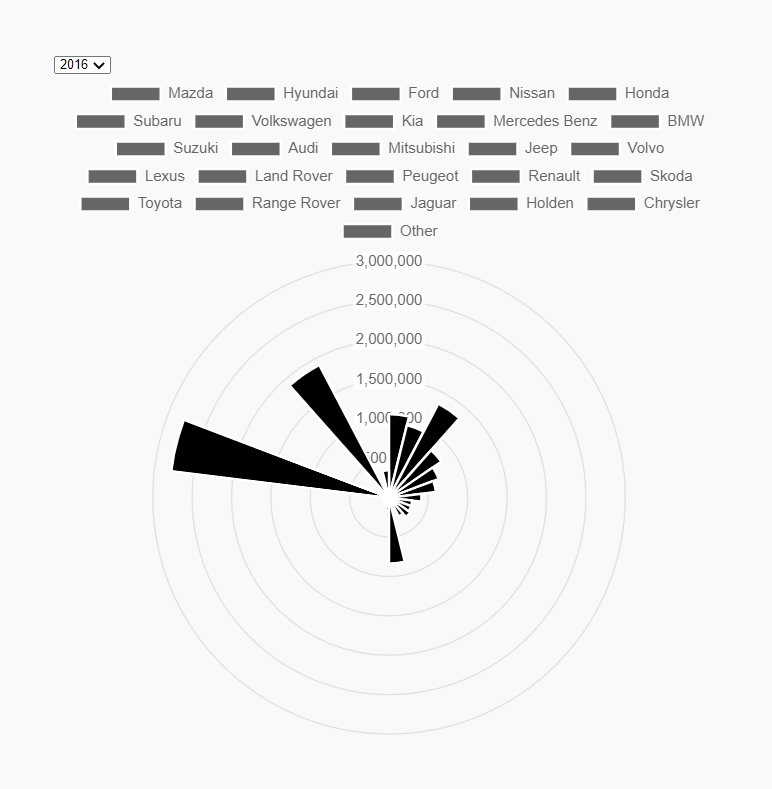 2016
Mazda Hyundai Ford Nissan Honda
Subaru Volkswagen Kia Mercedes Benz BMW
Suzuki Audi Mitsubishi Jeep Volvo
Lexus Land Rover Peugeot Renault Skoda
Toyota Range Rover Jaguar Holden Chrysler
Other
3,000,000
2,500,000
2,000,000
1,500,000